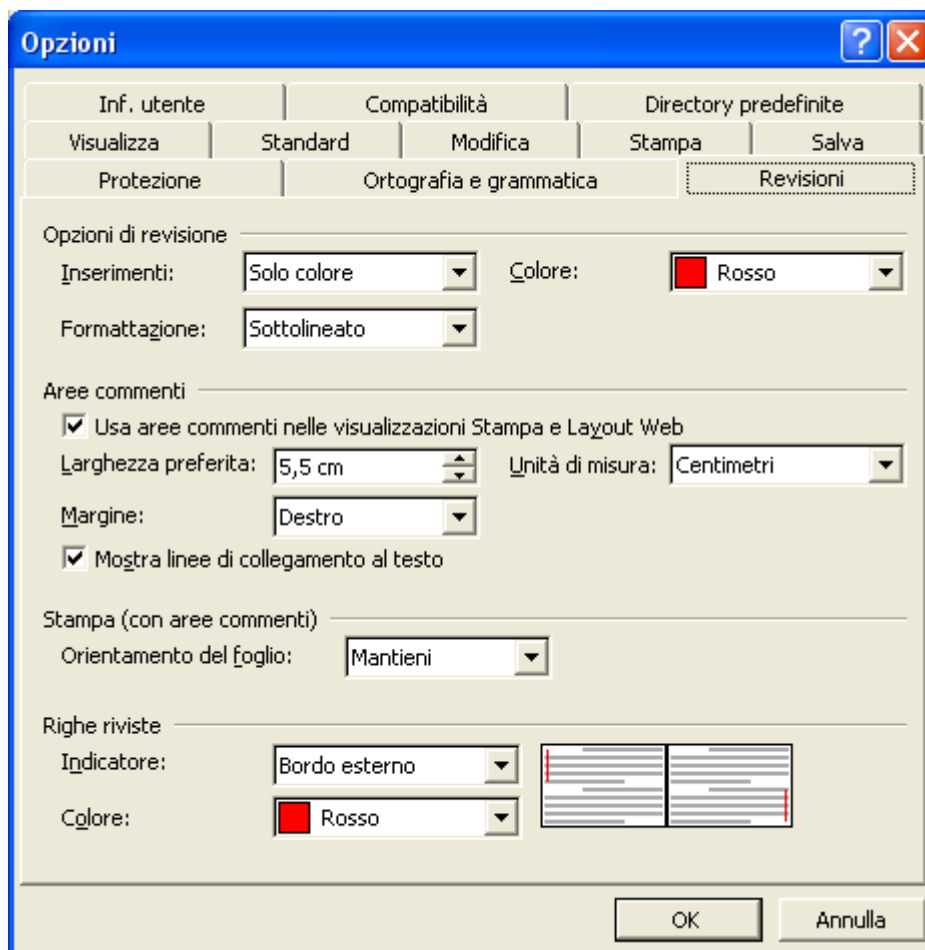 Opzioni
Inf. utente Compatibilità Directory predefinite
Visualizza Standard Modifica Stampa Salva
Protezione Ortografia e grammatica Revisioni
Opzioni di revisione
Inserimenti: Solo colore Colore: Rosso
Formattazione: Sottolineato
Aree commenti
Usa aree commenti nelle visualizzazioni Stampa e Layout Web
Larghezza preferita: 5,5 cm Unità di misura: Centimetri
Margine: Destro
Mostra linee di collegamento al testo
Stampa (con aree commenti)
Orientamento del foglio: Mantieni
Righe riviste
Indicatore: Bordo esterno
Colore: Rosso
OK Annulla